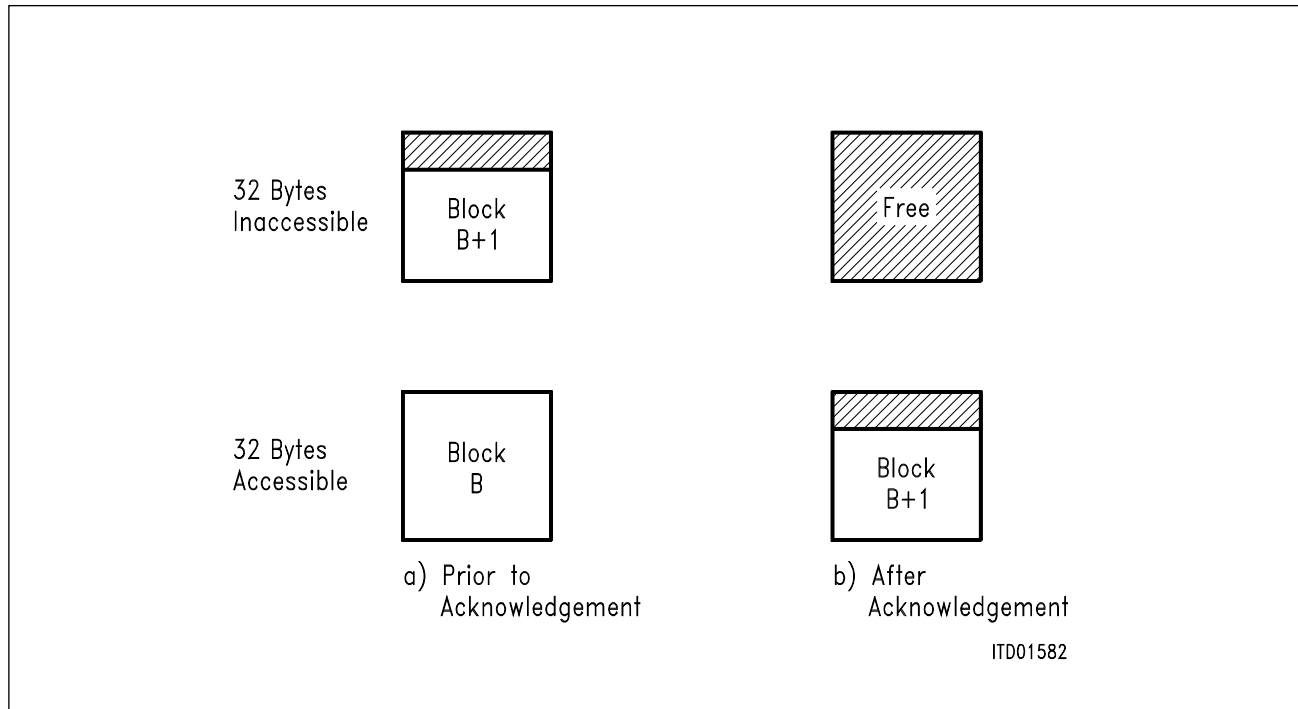 32 Bytes
Inaccessible
Block
B+1
Free
32 Bytes
Accessible
Block
B
Block
B+1
a) Prior to
Acknowledgement
b) After
Acknowledgement
ITD01582